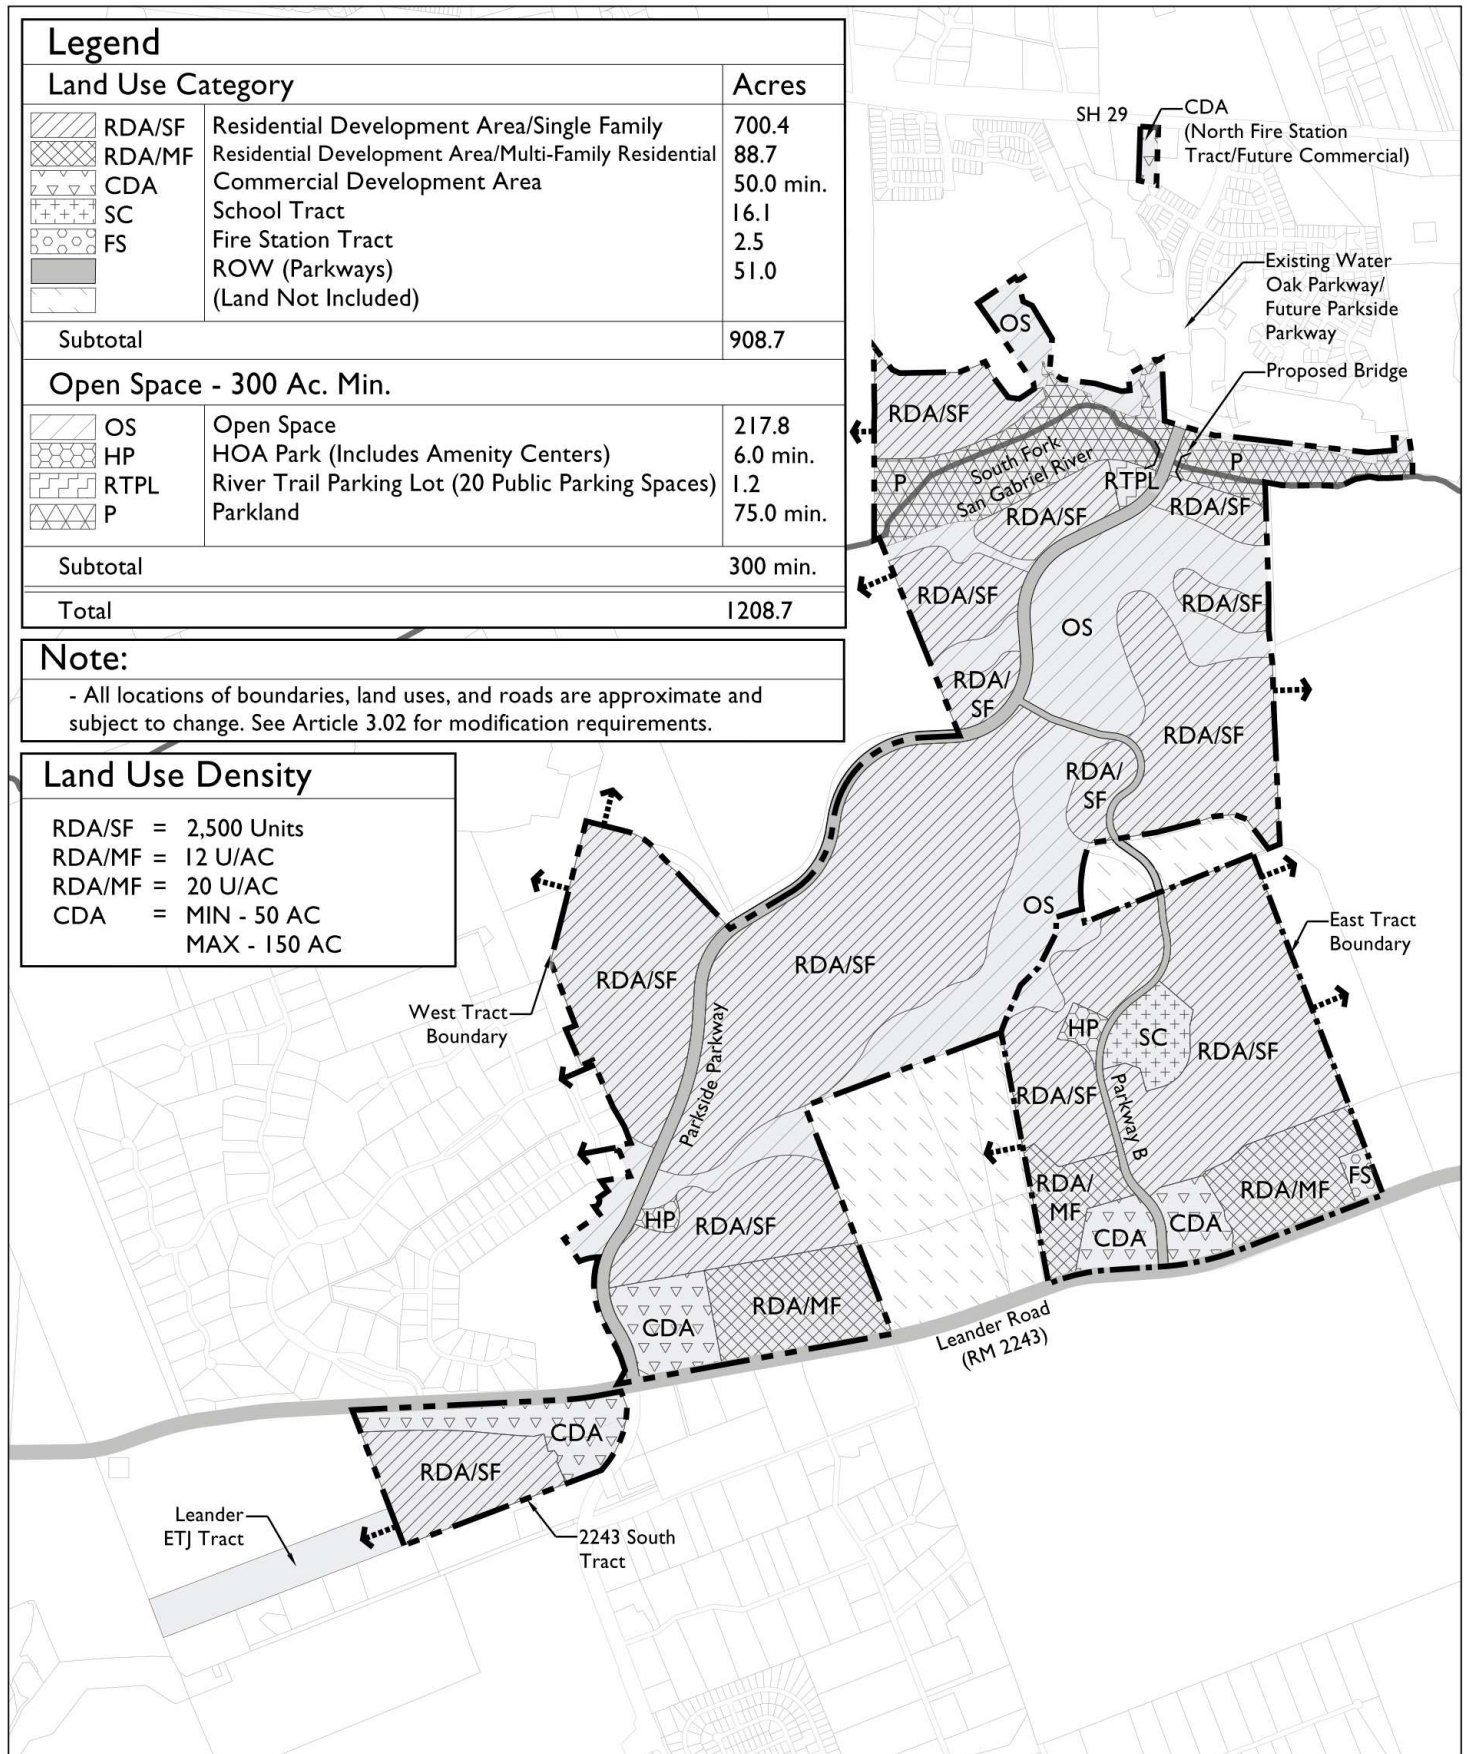 Legend
Land Use Category Acres
RDA/SF Residential Development Area/Single Family 700.4
RDA/MF Residential Development Area/Multi-Family Residential 88.7
CDA Commercial Development Area 50.0 min.
SC School Tract 16.1
FS Fire Station Tract 2.5
ROW (Parkways) 51.0
(Land Not Included)
Subtotal 908.7
Open Space - 300 Ac. Min.
OS Open Space 217.8
HP HOA Park (Includes Amenity Centers) 6.0 min.
RTPL River Trail Parking Lot (20 Public Parking Spaces) 1.2
P Parkland 75.0 min.
Subtotal 300 min.
Total 1208.7
Note:
- All locations of boundaries, land uses, and roads are approximate and
subject to change. See Article 3.02 for modification requirements.
Land Use Density
RDA/SF = 2,500 Units
RDA/MF = 12 U/AC
RDA/MF = 20 U/AC
CDA = MIN - 50 AC
MAX - 150 AC
SH 29
CDA
(North Fire Station
Tract/Future Commercial)
Existing Water
Oak Parkway/
Future Parkside
Parkway
Proposed Bridge
OS
RDA/SF
P
South Fork
San Gabriel River
RTPL
P
RDA/SF
RDA/SF
RDA/SF
RDA/SF
OS
RDA/
SF
RDA/SF
RDA/
SF
OS
East Tract
Boundary
RDA/SF
RDA/SF
West Tract
Boundary
Parkside Parkway
HP
SC
RDA/SF
RDA/SF
Parkway B
RDA/
MF
RDA/MF
FS
CDA
CDA
HP
RDA/SF
CDA
RDA/MF
Leander Road
(RM 2243)
CDA
RDA/SF
Leander
ETJ Tract
2243 South
Tract